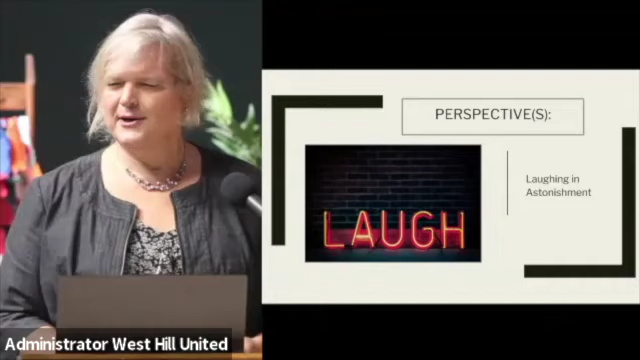 PERSPECTIVE(S):
LAUGH
Laughing in
Astonishment
Administrator West Hill United